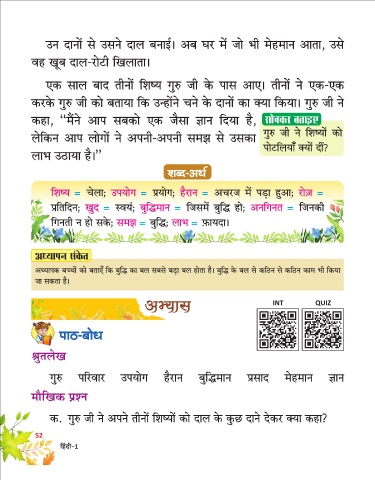 उन दानों से उसने दाल बनाई। अब घर में जो भी मेहमान आता, उसे
वह खूब दाल-रोटी खिलाता।
एक साल बाद तीनों शिष्य गुरु जी के पास आए। तीनों ने एक-एक
करके गुरु जी को बताया कि उन्होंने चने के दानों का क्या किया। गुरु जी ने
कहा, “मैंने आप सबको एक जैसा ज्ञान दिया है,
लेकिन आप लोगों ने अपनी-अपनी समझ से उसका
लाभ उठाया है।”
सोचकर बताइए
गुरु जी ने शिष्यों को
पोटलियाँ क्यों दीं?
शब्द-अर्थ
शिष्य = चेला; उपयोग = प्रयोग; हैरान = अचरज में पड़ा हुआ; रोज़ =
प्रतिदिन; खुद = स्वयं; बुद्धिमान = जिसमें बुद्धि हो; अनगिनत = जिनकी
गिनती न हो सके; समझ = बुद्धि; लाभ = फ़ायदा।
अध्यापन संकेत
अध्यापक बच्चों को बताएँ कि बुद्धि का बल सबसे बड़ा बल होता है। बुद्धि के बल से कठिन से कठिन काम भी किया
जा सकता है।
अभ्यास
INT QUIZ
पाठ-बोध
श्रुतलेख
गुरु परिवार उपयोग हैरान बुद्धिमान प्रसाद मेहमान ज्ञान
मौखिक प्रश्न
क. गुरु जी ने अपने तीनों शिष्यों को दाल के कुछ दाने देकर क्या कहा?
52
हिंदी-1